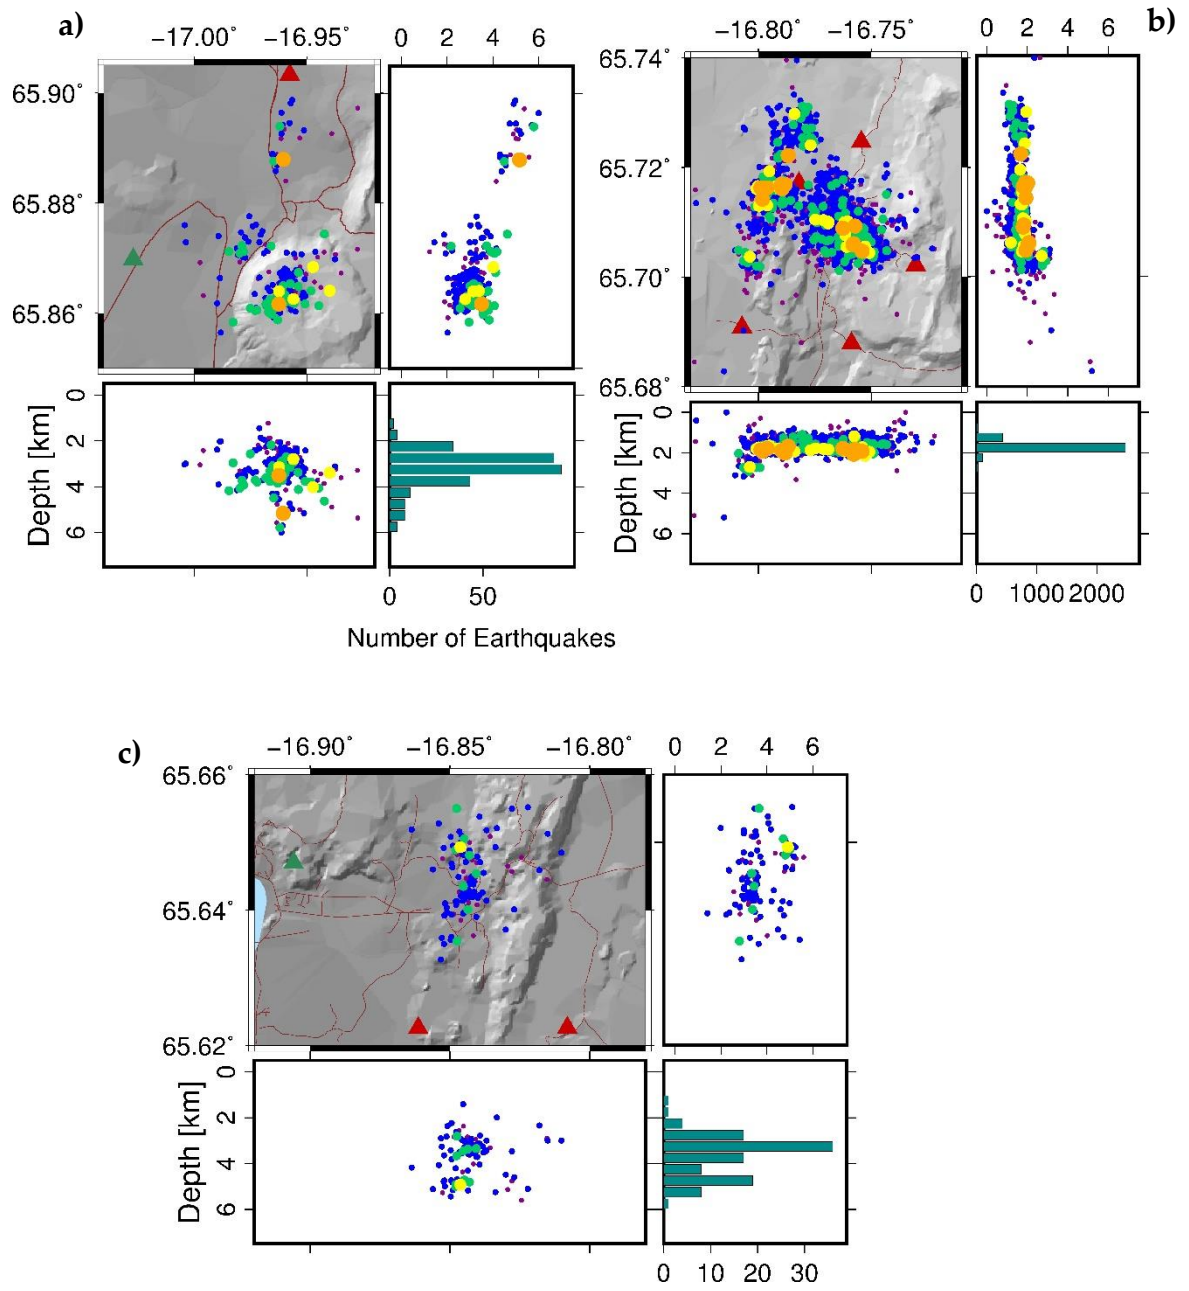 a)
−17.00° −16.95°
0 2 4 6
65.90°
65.88°
65.86°
Depth [km]
0
2
4
6
0 50
Number of Earthquakes
b)
−16.80° −16.75°
0 2 4 6
65.74°
65.72°
65.70°
65.68°
Depth [km]
0
2
4
6
0 1000 2000
c)
−16.90° −16.85° −16.80°
0 2 4 6
65.66°
65.64°
65.62°
Depth [km]
0
2
4
6
0 10 20 30